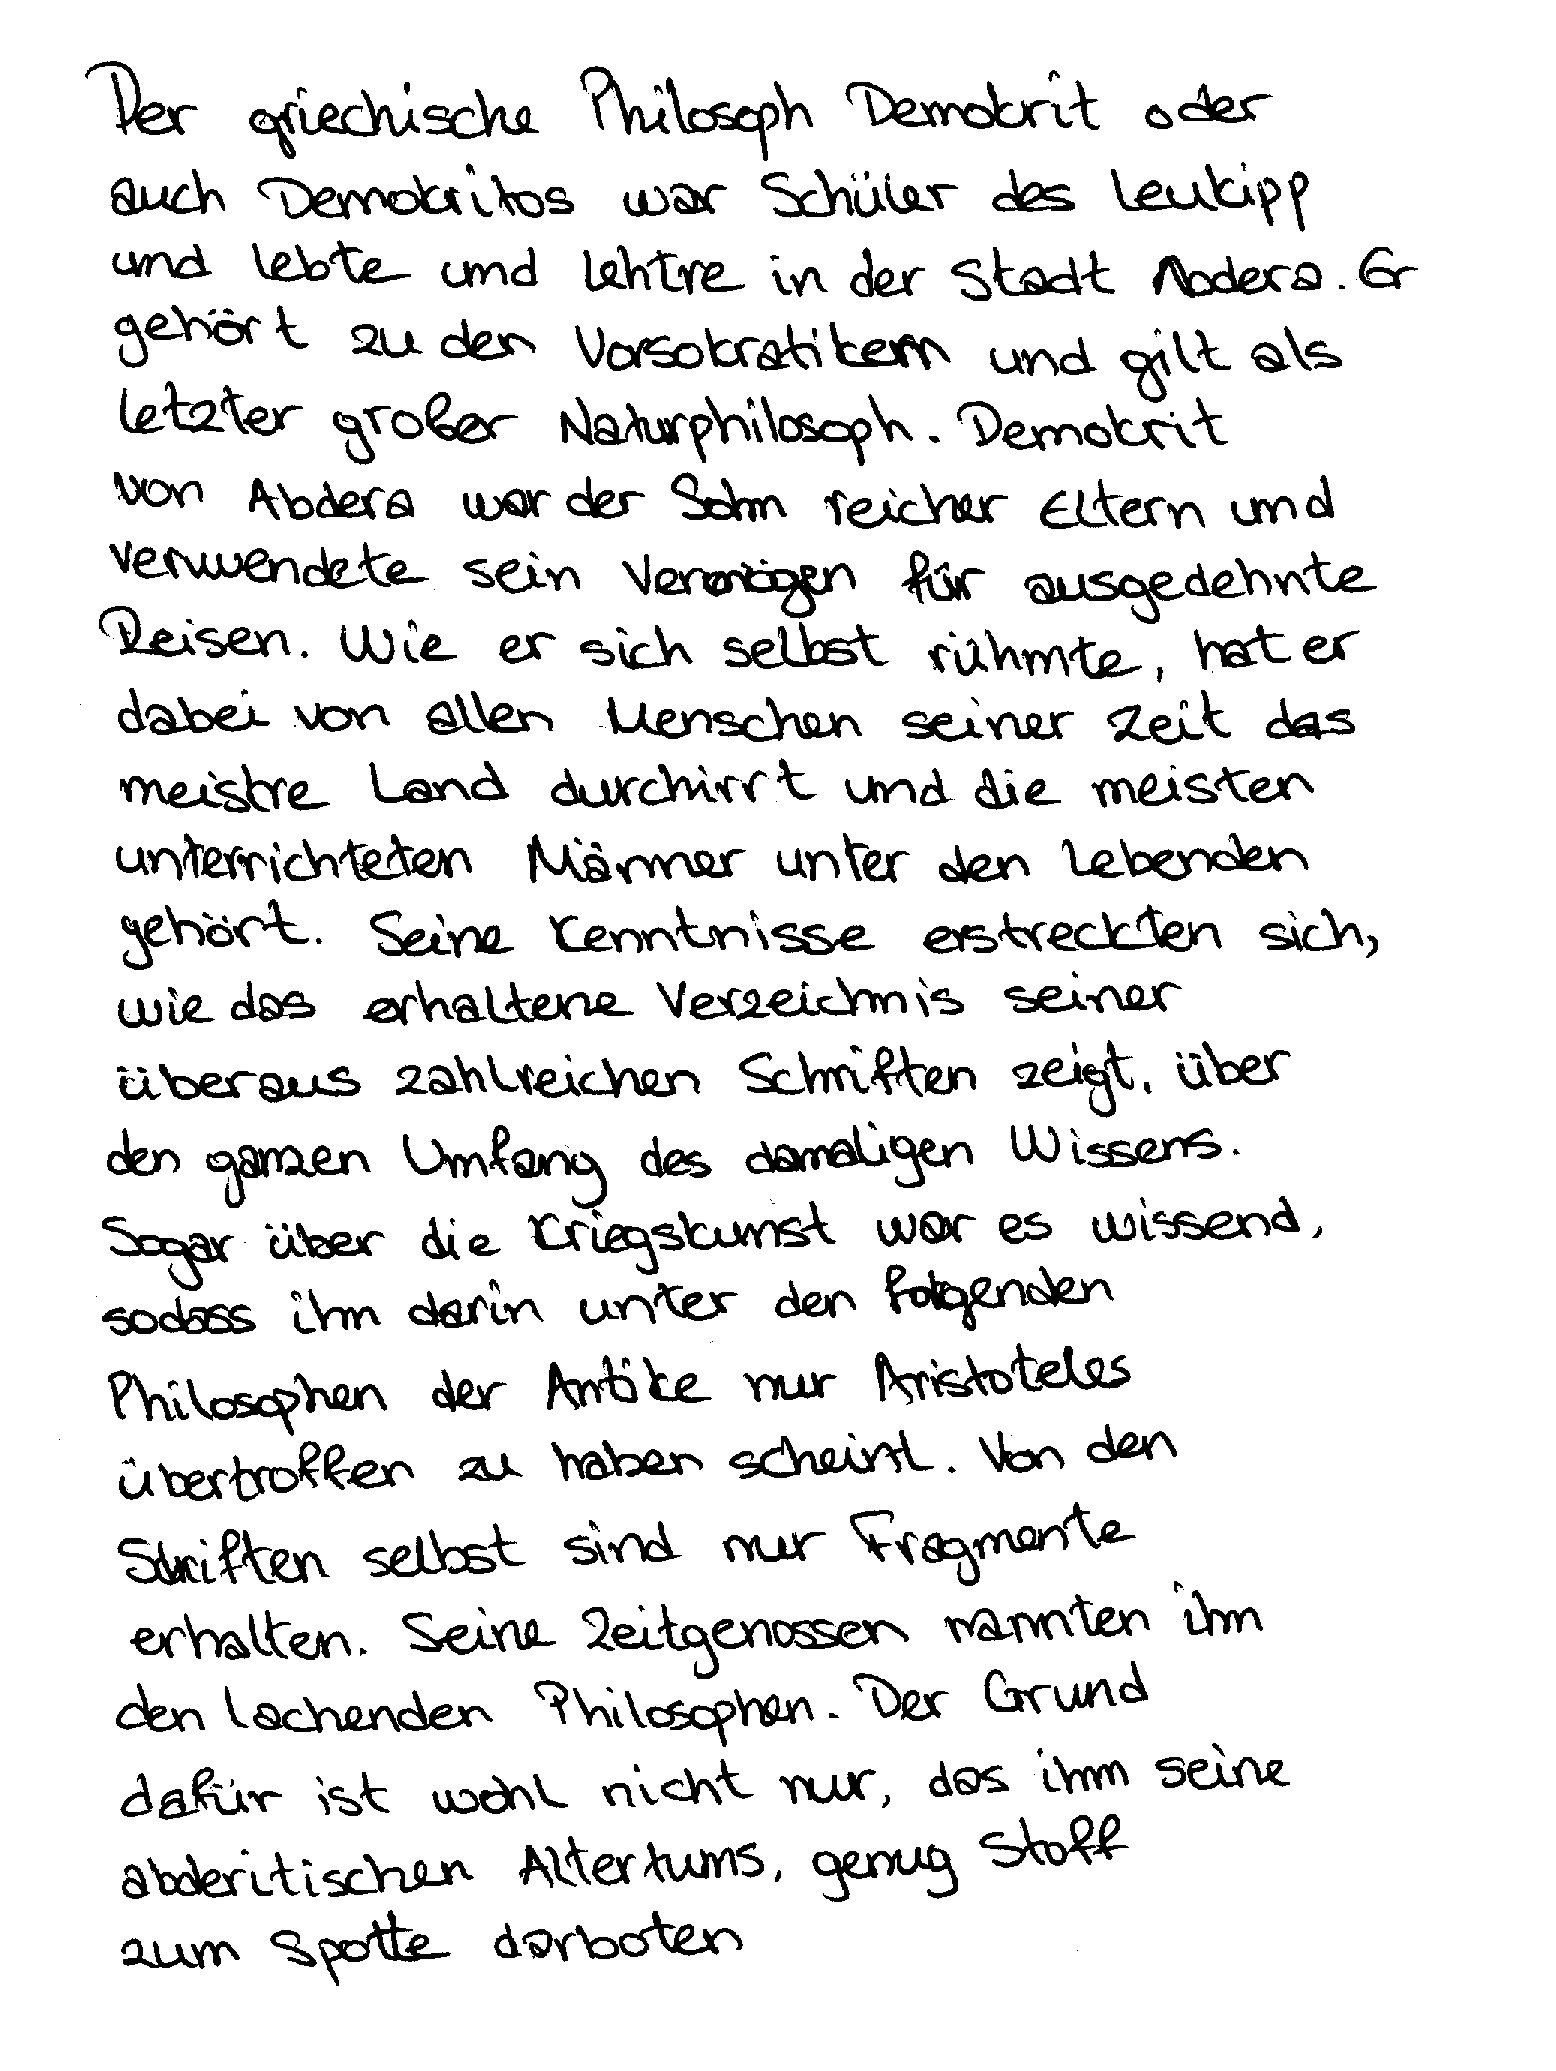 Der griechische Philosoph Demokrit oder
auch Demokritos war Schüler des Leukipp
und lebte und lehtre in der Stadt Abdera. Er
gehört zu den Vorsokratikern und gilt als
letzter großer Naturphilosoph. Demokrit
von Abdera war der Sohn reicher Eltern und
verwendete sein Vermögen für ausgedehnte
Reisen. Wie er sich selbst rühmte, hat er
dabei von allen Menschen seiner Zeit das
meistre Land durchirrt und die meisten
unterrichteten Männer unter den Lebenden
gehört. Seine Kenntnisse erstreckten sich,
wie das erhaltene Verzeichnis seiner
überaus zahlreichen Schriften zeigt, über
den ganzen Umfang des damaligen Wissens.
Sogar über die Kriegskunst war es wissend,
sodass ihm darin unter den folgenden
Philosophen der Antike nur Aristoteles
übertroffen zu haben scheint. Von den
Schriften selbst sind nur Fragmente
erhalten. Seine Zeitgenossen nannten ihn
den lachenden Philosophen. Der Grund
dafür ist wohl nicht nur, das ihm seine
abderitischen Altertums, genug Stoff
zum Spotte darboten